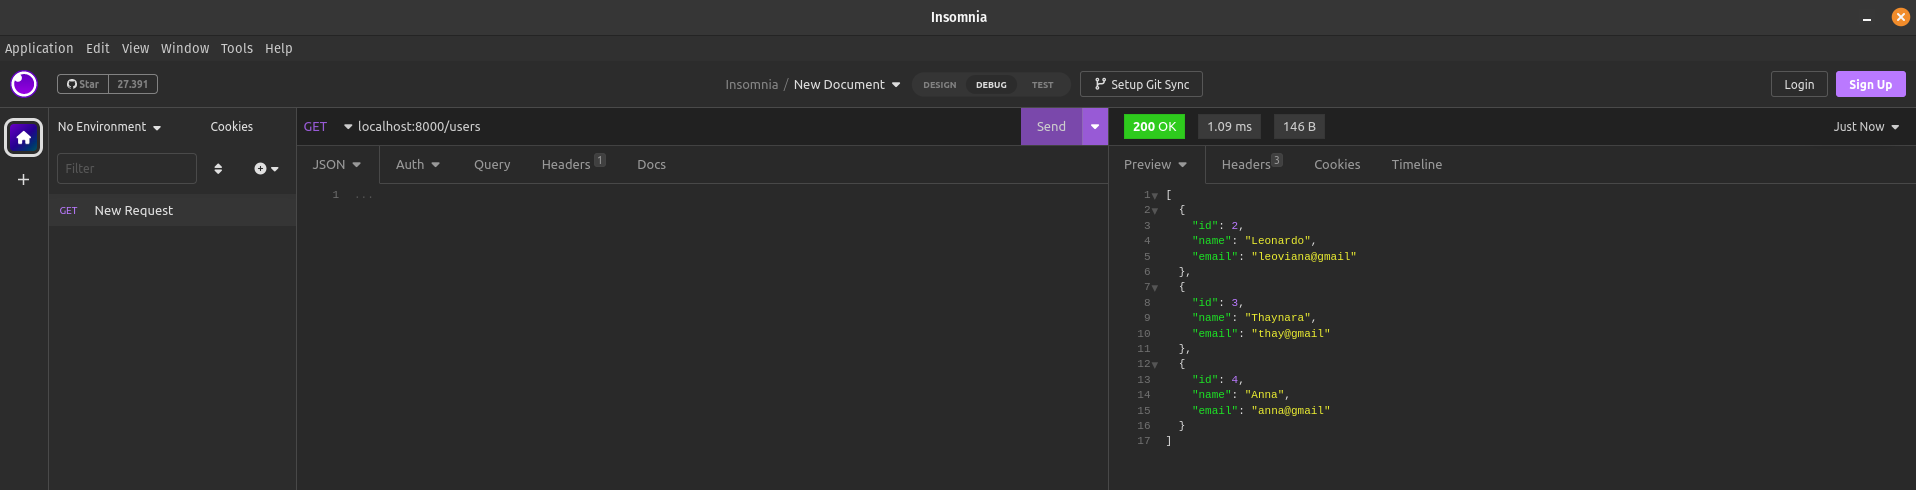 Insomnia
Application Edit View Window Tools Help
Star 27.391
Insomnia / New Document
DESIGN DEBUG TEST
Setup Git Sync
Login
Sign Up
No Environment
Cookies
GET localhost:8000/users
Send
200 OK
1.09 ms
146 B
Just Now
Filter
JSON Auth Query Headers 1 Docs
Preview Headers 3 Cookies Timeline
GET New Request
1 ...
1 [
2 {
3 "id": 2,
4 "name": "Leonardo",
5 "email": "leoviana@gmail"
6 },
7 {
8 "id": 3,
9 "name": "Thaynara",
10 "email": "thay@gmail"
11 },
12 {
13 "id": 4,
14 "name": "Anna",
15 "email": "anna@gmail"
16 }
17 ]